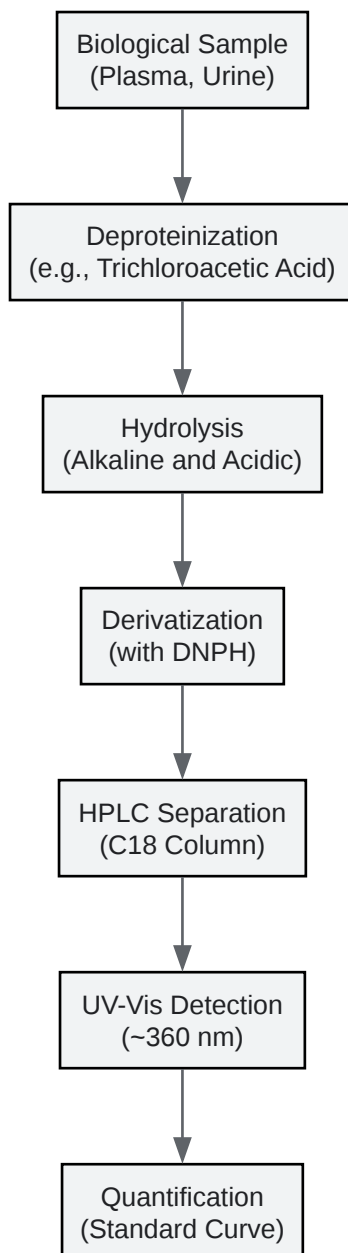 Biological Sample
(Plasma, Urine)
Deproteinization
(e.g., Trichloroacetic Acid)
Hydrolysis
(Alkaline and Acidic)
Derivatization
(with DNPH)
HPLC Separation
(C18 Column)
UV-Vis Detection
(~360 nm)
Quantification
(Standard Curve)